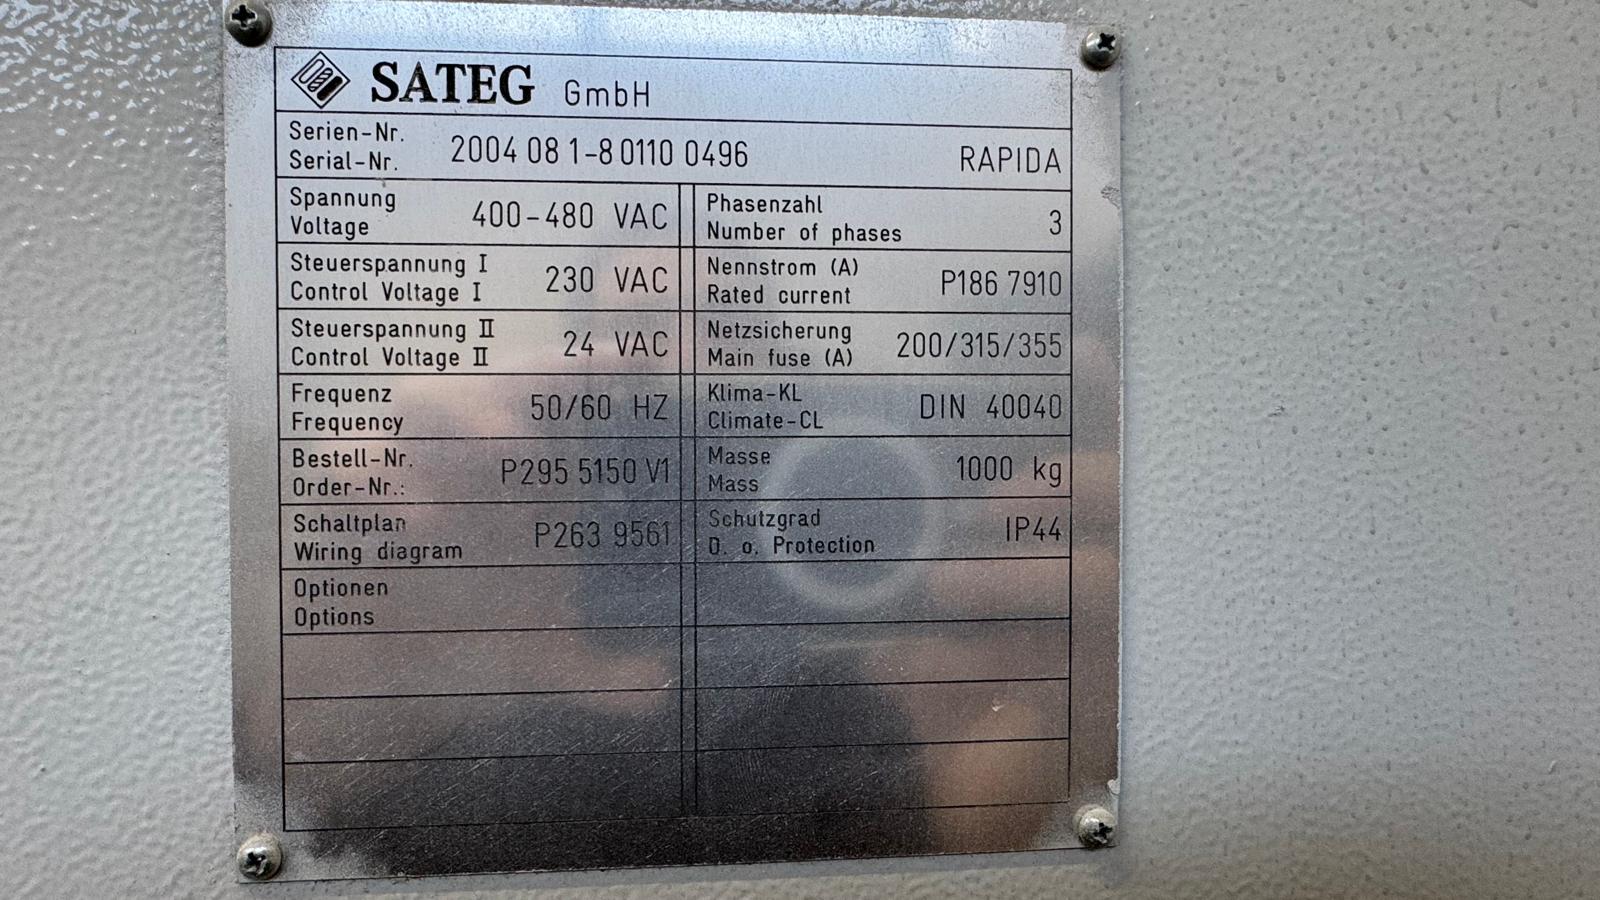 SATEG GmbH
Serien-Nr.
Serial-Nr. 2004 08 1-8 0110 0496 RAPIDA
Spannung
Voltage 400-480 VAC
Phasenzahl
Number of phases 3
Steuerspannung I
Control Voltage I 230 VAC
Nennstrom (A)
Rated current P186 7910
Steuerspannung II
Control Voltage II 24 VAC
Netzsicherung
Main fuse (A) 200/315/355
Frequenz
Frequency 50/60 HZ
Klima-KL
Climate-CL DIN 40040
Bestell-Nr.
Order-Nr.: P295 5150 V1
Masse
Mass 1000 kg
Schaltplan
Wiring diagram P263 9561
Schutzgrad
D. o. Protection IP44
Optionen
Options